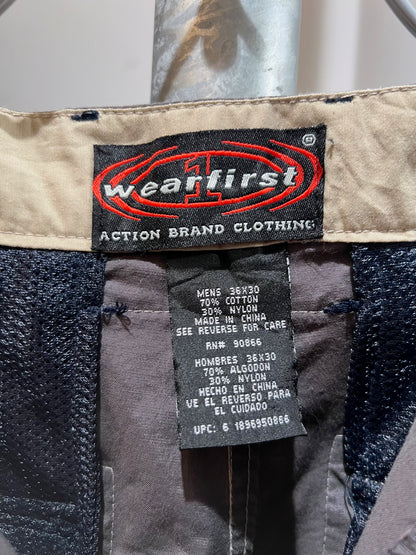 1
wearfirst
®
ACTION BRAND CLOTHING
MENS 36X30
70% COTTON
30% NYLON
MADE IN CHINA
SEE REVERSE FOR CARE
RN# 90866
HOMBRES 36X30
70% ALGODON
30% NYLON
HECHO EN CHINA
VE EL REVERSO PARA
EL CUIDADO
UPC: 6 1896950866